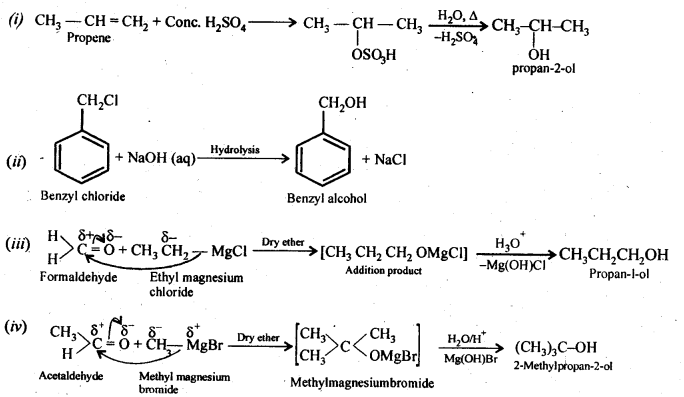 (i) CH₃ — CH = CH₂ + Conc. H₂SO₄ ⟶ CH₃ — CH — CH₃ H₂O, Δ –H₂SO₄ CH₃–CH–CH₃
Propene OSO₃H OH
propan-2-ol
CH₂Cl CH₂OH
(ii) + NaOH (aq) Hydrolysis + NaCl
Benzyl chloride Benzyl alcohol
(iii) H H C = O + CH₃ CH₂ — MgCl Dry ether [CH₃ CH₂ CH₂ OMgCl] H₃O⁺ –Mg(OH)Cl CH₃CH₂CH₂OH
δ+ δ– δ–
Formaldehyde Ethyl magnesium chloride Addition product Propan-l-ol
(iv) CH₃ H C = O + CH₃ — MgBr Dry ether [CH₃ CH₃ C CH₃ OMgBr] H₂O/H⁺ Mg(OH)Br (CH₃)₃C–OH
δ+ δ– δ– δ+
Acetaldehyde Methyl magnesium bromide Methylmagnesiumbromide 2-Methylpropan-2-ol